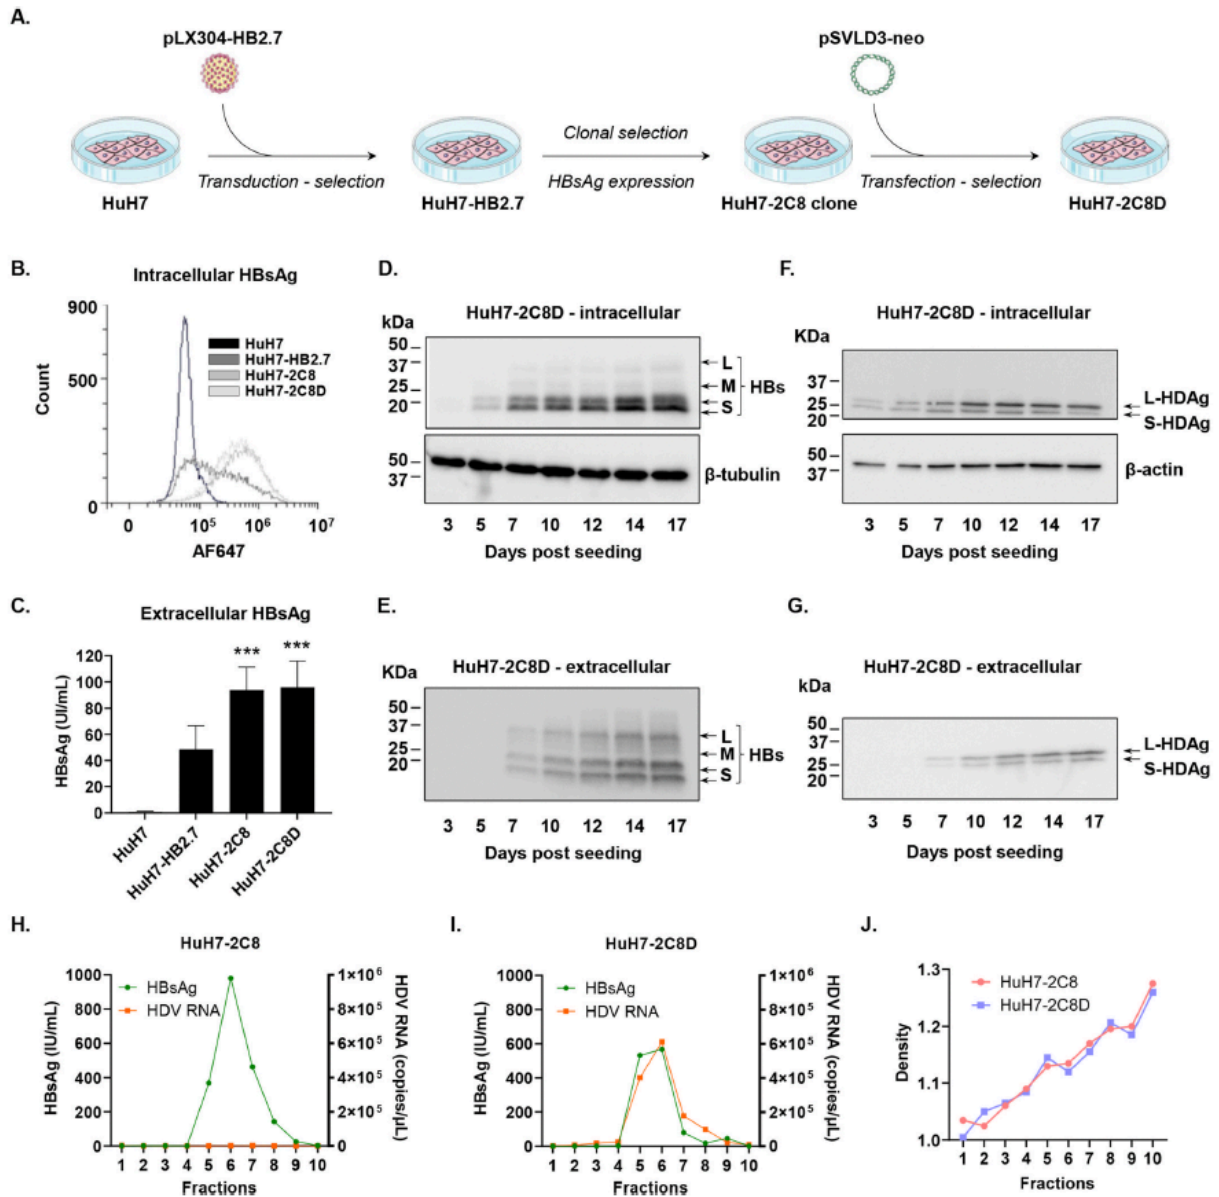 A.
pLX304-HB2.7
pSVLD3-neo
Clonal selection
Transduction - selection
HBsAg expression
Transfection - selection
HuH7
HuH7-HB2.7
HuH7-2C8 clone
HuH7-2C8D
B.
Intracellular HBsAg
900
500
0
Count
HuH7
HuH7-HB2.7
HuH7-2C8
HuH7-2C8D
0 10⁵ 10⁶ 10⁷
AF647
C.
Extracellular HBsAg
HBsAg (UI/mL)
120
100
80
60
40
20
0
*** ***
HuH7
HuH7-HB2.7
HuH7-2C8
HuH7-2C8D
D.
HuH7-2C8D - intracellular
kDa
50
37
25
20
L
M
S
HBs
50
37
β-tubulin
3 5 7 10 12 14 17
Days post seeding
E.
HuH7-2C8D - extracellular
KDa
50
37
25
20
L
M
S
HBs
3 5 7 10 12 14 17
Days post seeding
F.
HuH7-2C8D - intracellular
KDa
37
25
20
L-HDAg
S-HDAg
50
37
β-actin
3 5 7 10 12 14 17
Days post seeding
G.
HuH7-2C8D - extracellular
kDa
50
37
25
20
L-HDAg
S-HDAg
3 5 7 10 12 14 17
Days post seeding
H.
HuH7-2C8
HBsAg (IU/mL)
1000
800
600
400
200
0
HBsAg
HDV RNA
1×10⁶
8×10⁵
6×10⁵
4×10⁵
2×10⁵
0
HDV RNA (copies/µL)
1 2 3 4 5 6 7 8 9 10
Fractions
I.
HuH7-2C8D
HBsAg (IU/mL)
1000
800
600
400
200
0
HBsAg
HDV RNA
1×10⁶
8×10⁵
6×10⁵
4×10⁵
2×10⁵
0
HDV RNA (copies/µL)
1 2 3 4 5 6 7 8 9 10
Fractions
J.
Density
1.3
1.2
1.1
1.0
HuH7-2C8
HuH7-2C8D
1 2 3 4 5 6 7 8 9 10
Fractions